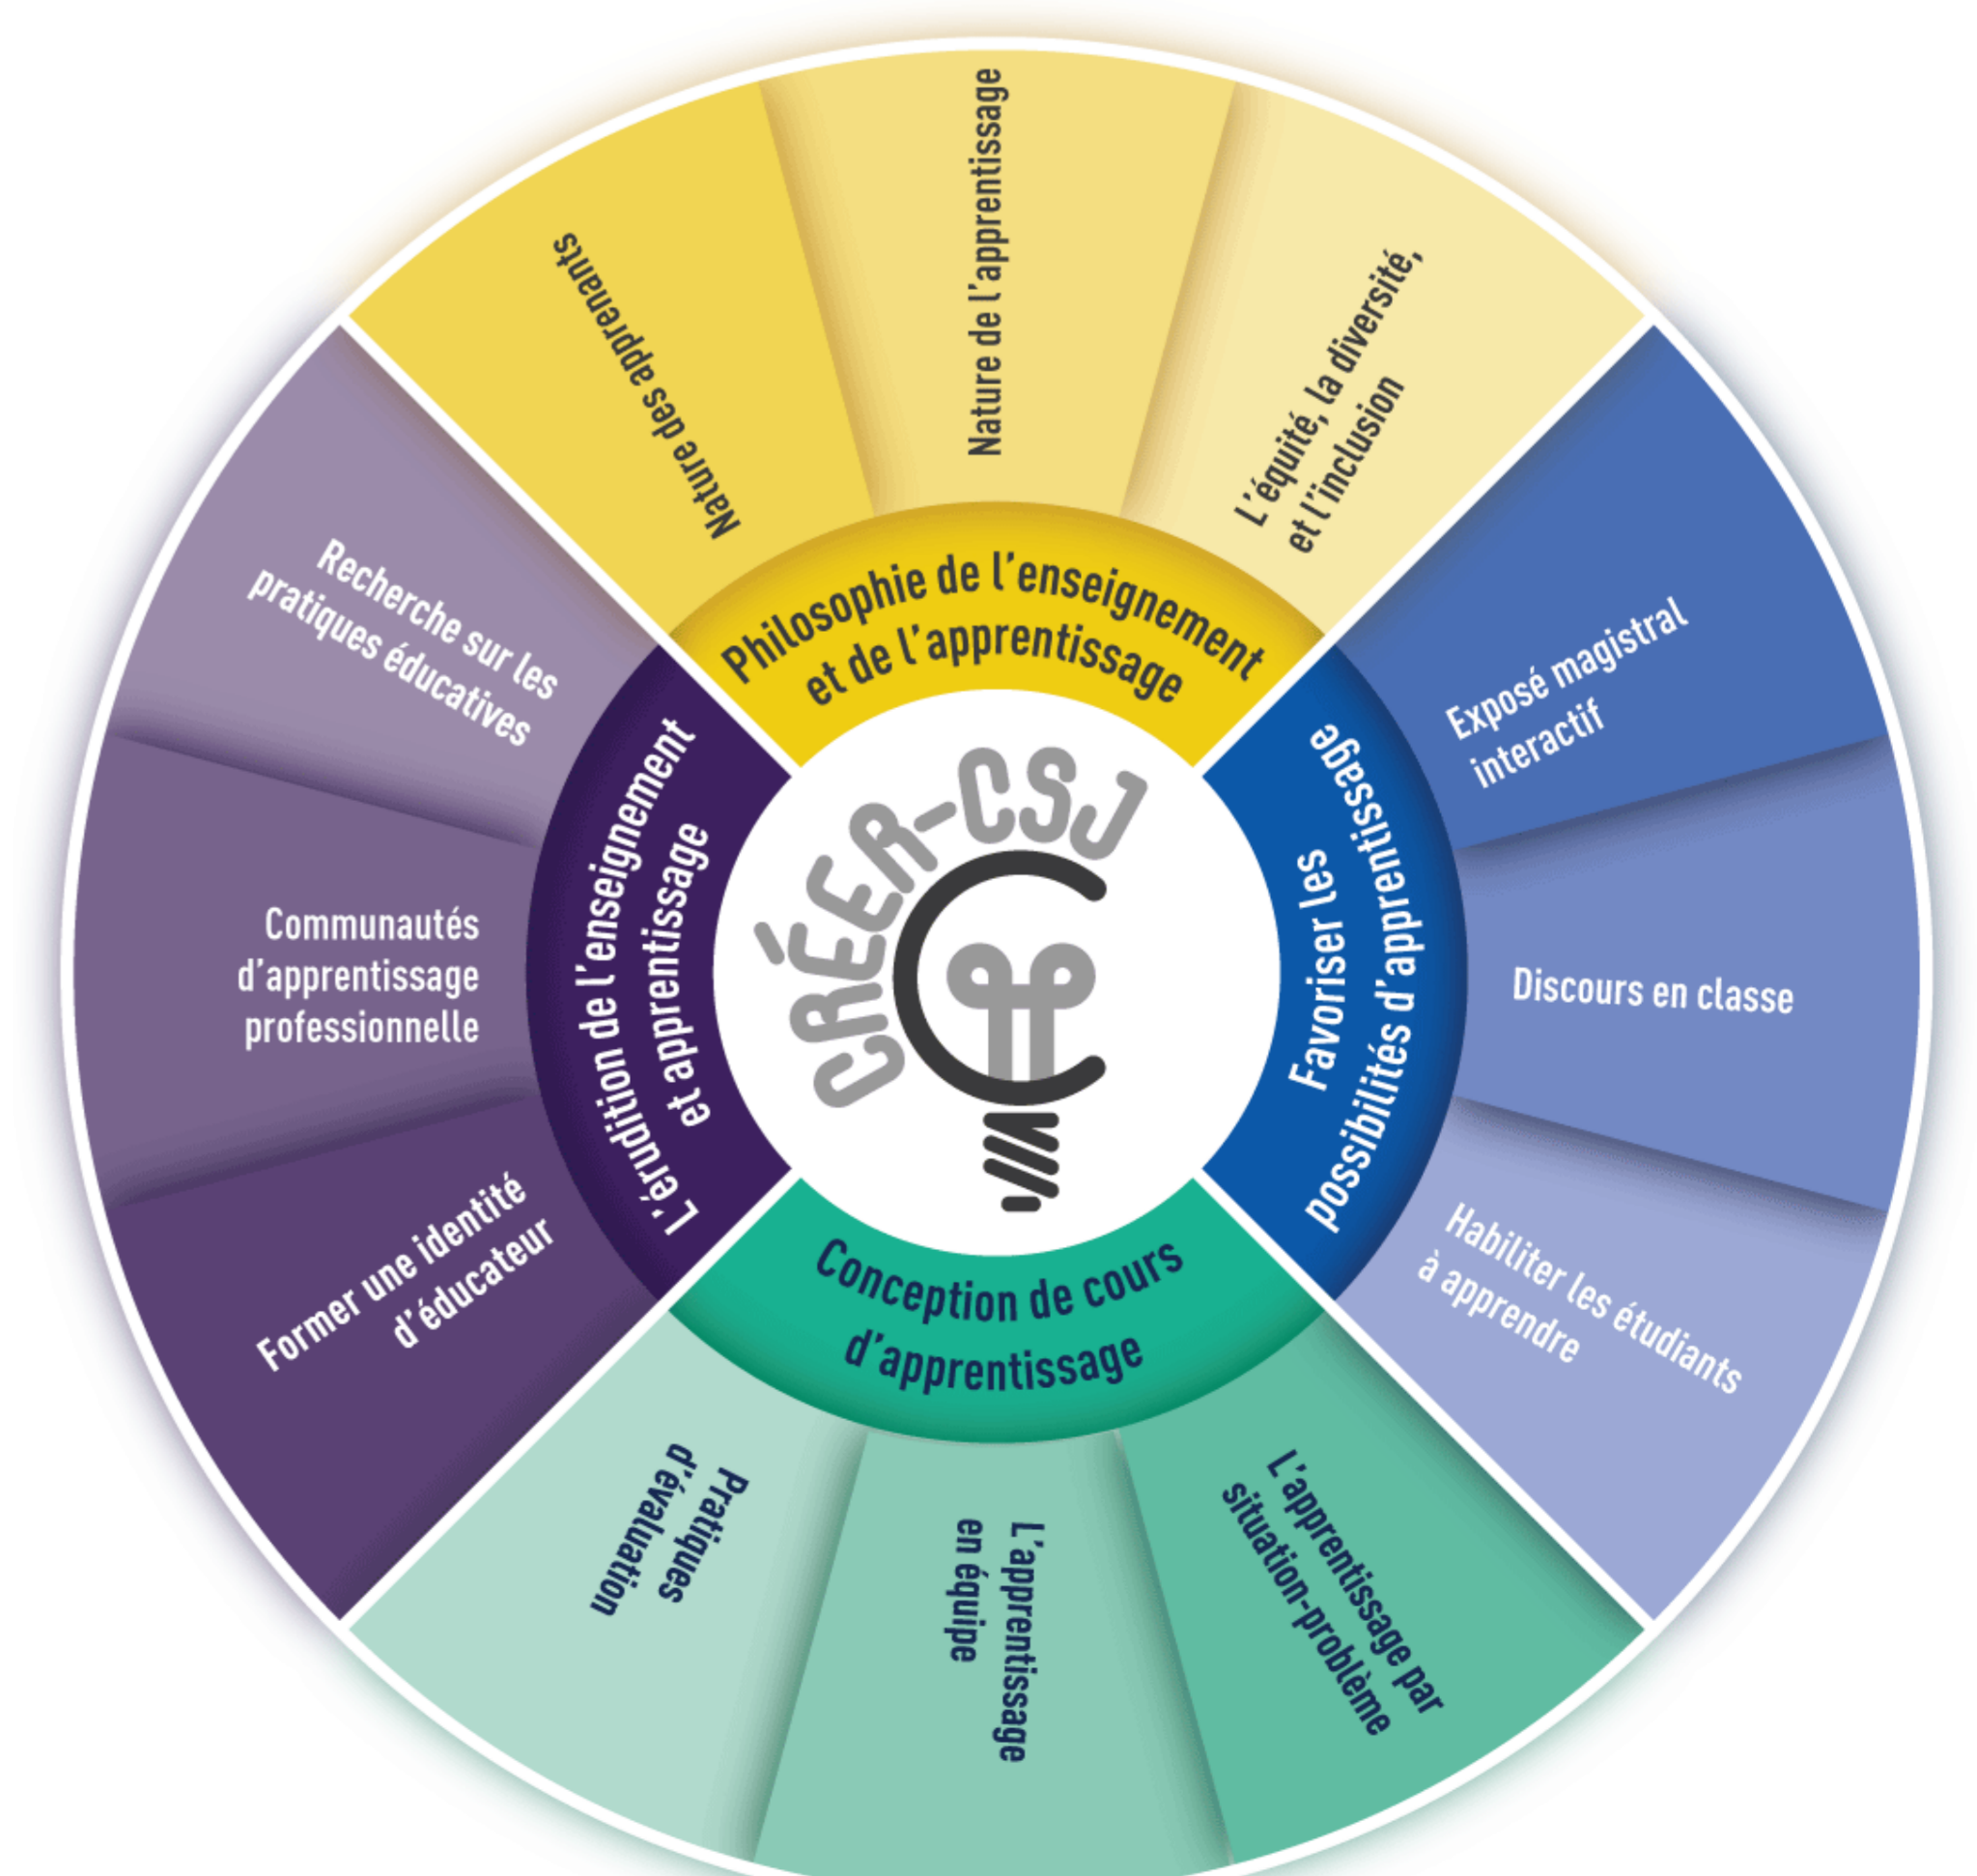 Nature des apprenants
Nature de l'apprentissage
L'équité, la diversité,
et l'inclusion
Philosophie de l'enseignement
et de l'apprentissage
Exposé magistral
interactif
Discours en classe
Habiliter les étudiants
à apprendre
Favoriser les
possibilités d'apprentissage
L'apprentissage par
situation-problème
L'apprentissage
en équipe
Pratiques
d'évaluation
Conception de cours
d'apprentissage
Former une identité
d'éducateur
Communautés
d'apprentissage
professionnelle
Recherche sur les
pratiques éducatives
L'érudition de l'enseignement
et apprentissage
CRÉER-CSJ